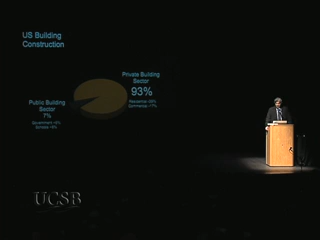 US Building
Construction
Private Building
Sector
93%
Public Building
Sector
7%
UCSB